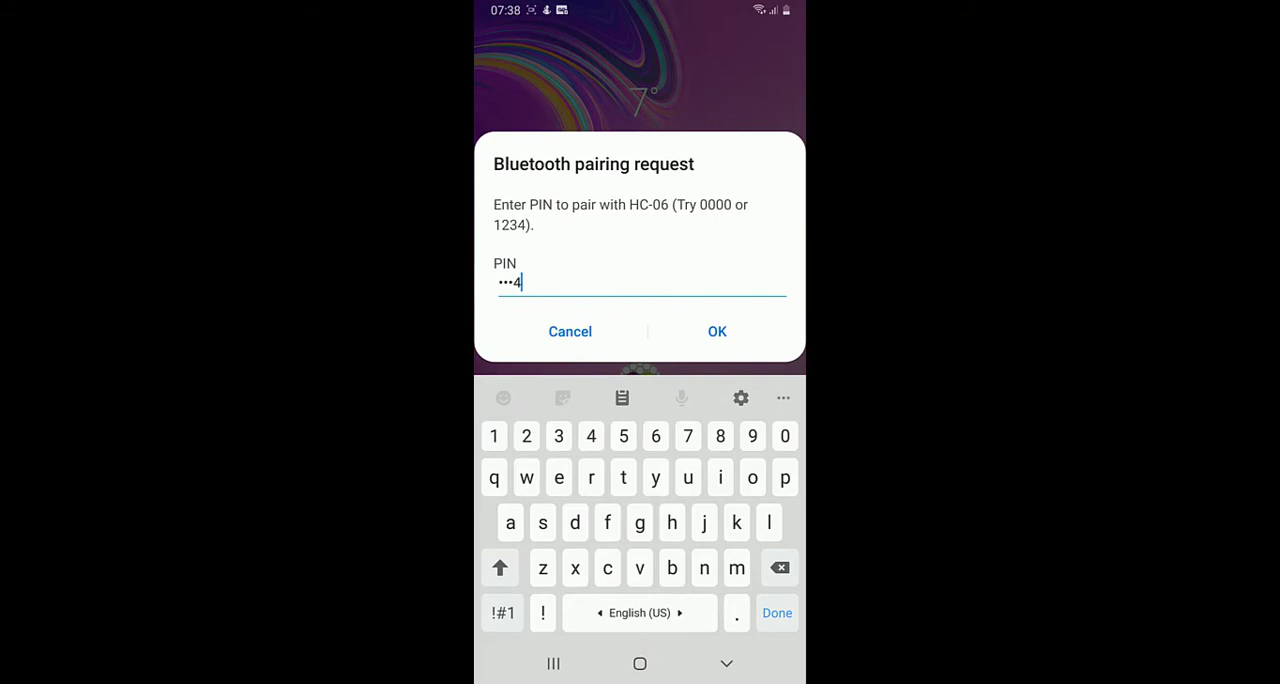 07:38
7°
Bluetooth pairing request
Enter PIN to pair with HC-06 (Try 0000 or
1234).
PIN
•••4
Cancel OK
1 2 3 4 5 6 7 8 9 0
q w e r t y u i o p
a s d f g h j k l
z x c v b n m
!#1 ! English (US) . Done